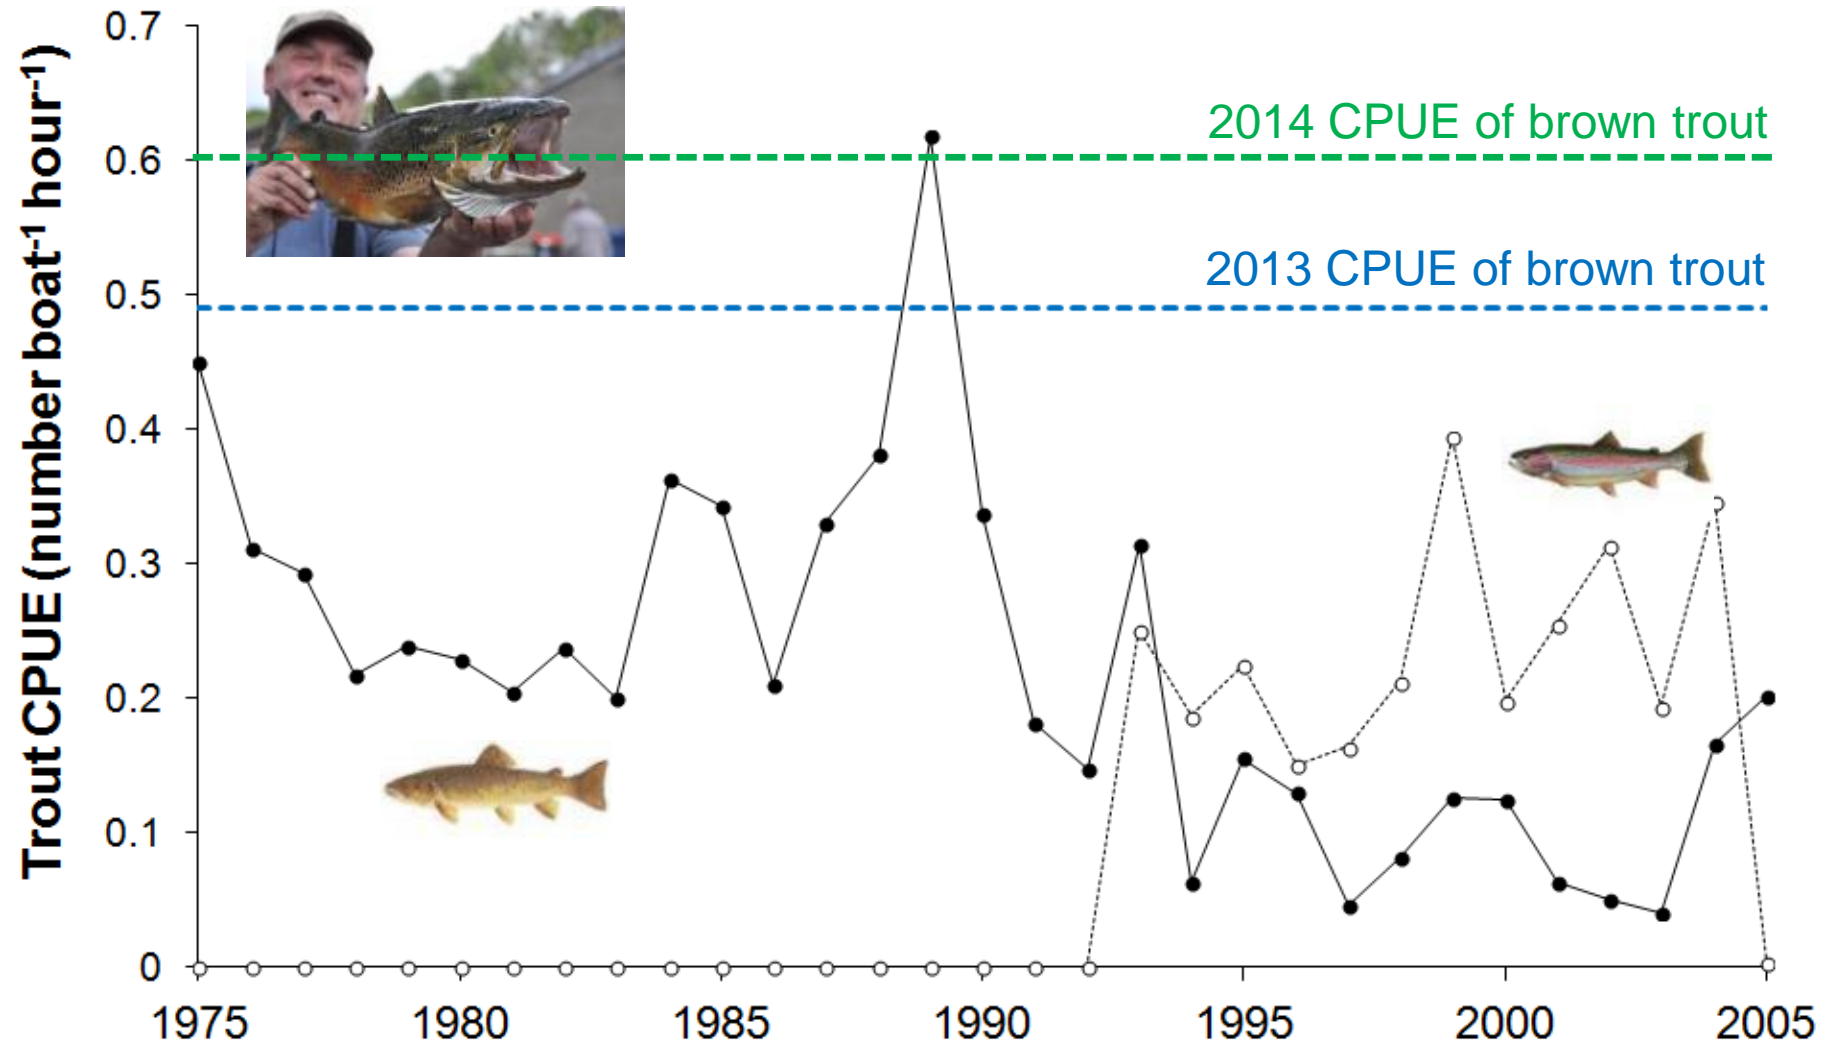 Trout CPUE (number boat-1 hour-1)
0.7
0.6
0.5
0.4
0.3
0.2
0.1
0
2014 CPUE of brown trout
2013 CPUE of brown trout
1975 1980 1985 1990 1995 2000 2005